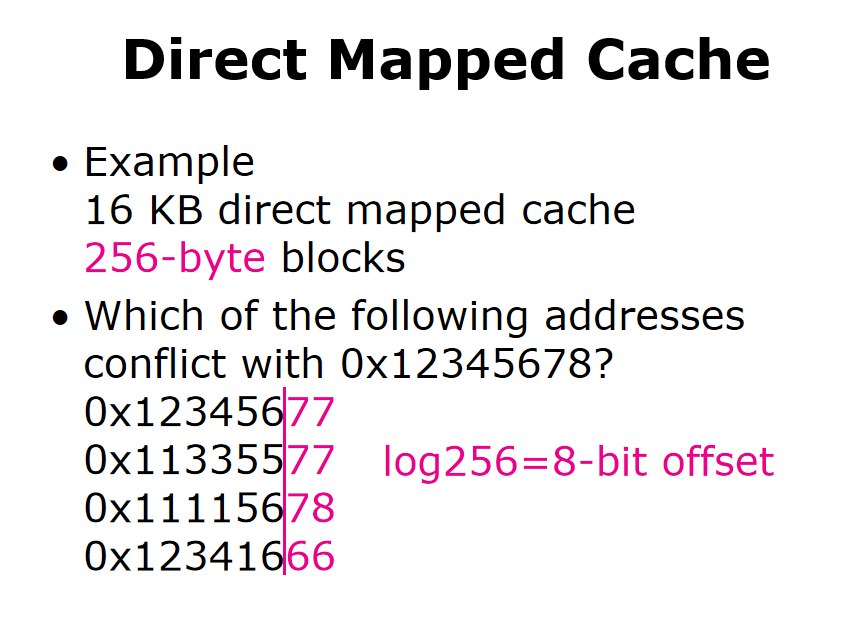 Direct Mapped Cache
• Example
16 KB direct mapped cache
256-byte blocks
• Which of the following addresses
conflict with 0x12345678?
0x12345677
0x11335577
log256=8-bit offset
0x11115678
0x12341666